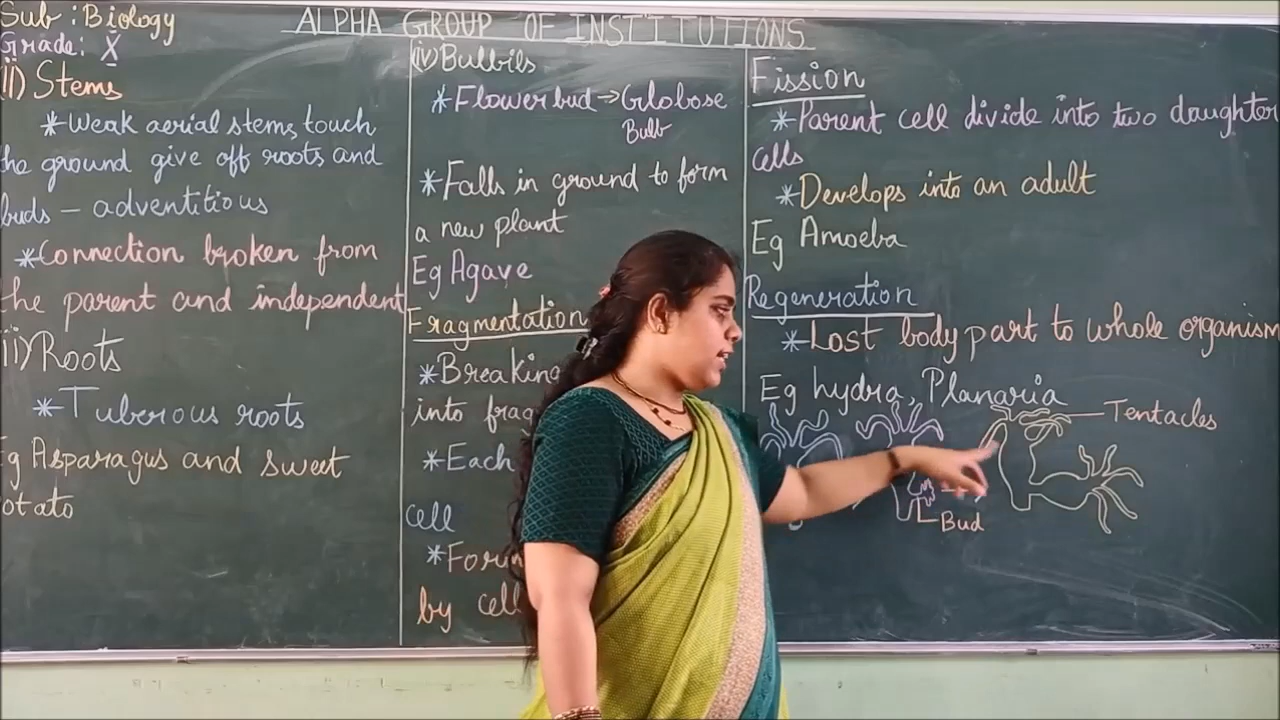 Sub : Biology
Grade: X
ALPHA GROUP OF INSTITUTIONS
ii) Stems
*Weak aerial stems touch
he ground give off roots and
buds – adventitious
*Connection broken from
he parent and independent
iii) Roots
*Tuberous roots
Eg Asparagus and sweet
otato
iv) Bulbils
*Flower bud → Globose
Bulb
*Falls in ground to form
a new plant
Eg Agave
Fragmentation
*Breaking
into frag
*Each
cell
*Form
by cell
Fission
*Parent cell divide into two daughter
cells
*Develops into an adult
Eg Amoeba
Regeneration
*Lost body part to whole organism
Eg hydra, Planaria
Tentacles
Bud